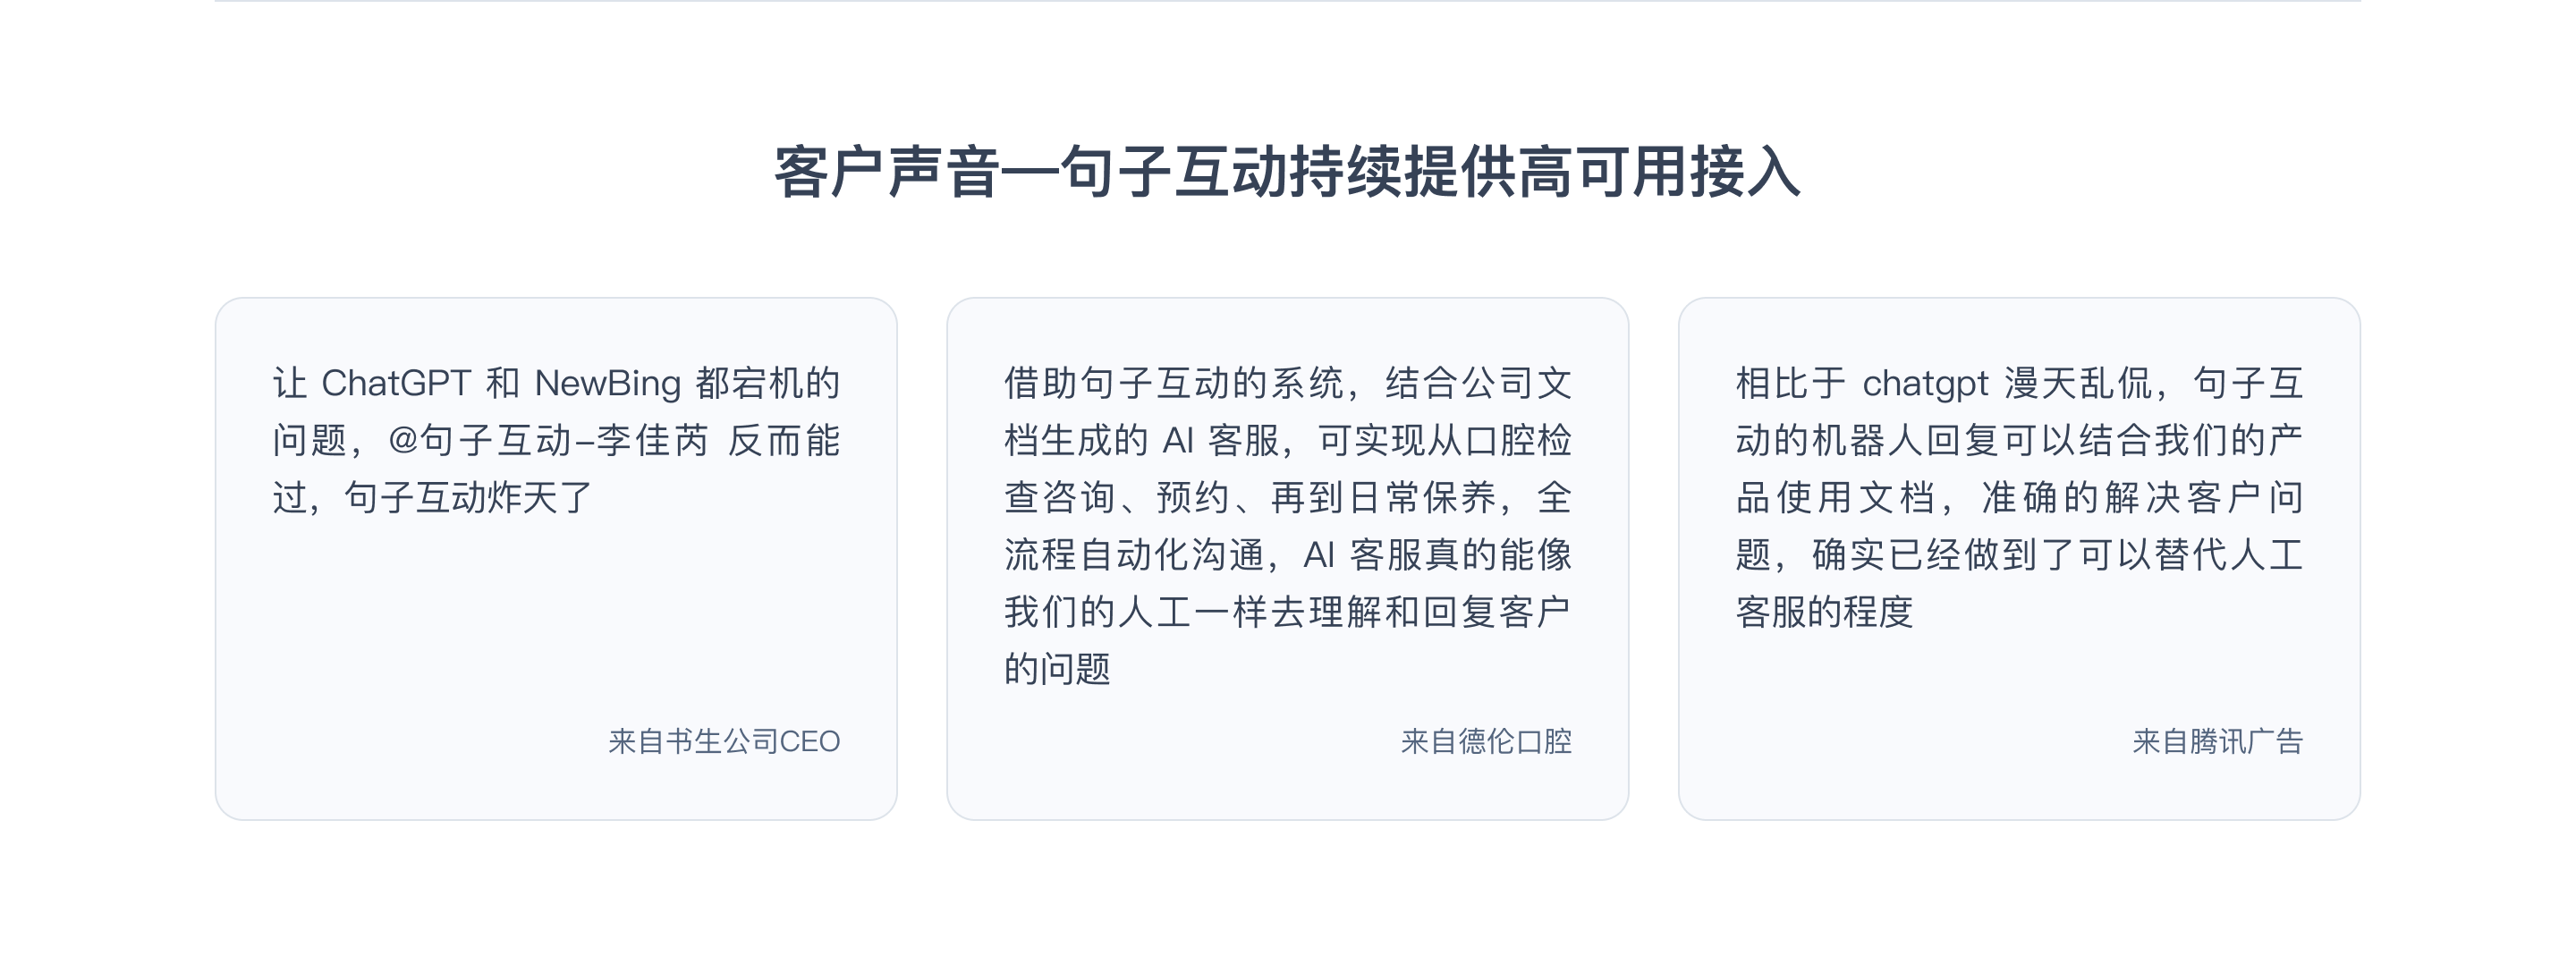 客户声音—句子互动持续提供高可用接入
让 ChatGPT 和 NewBing 都宕机的
问题，@句子互动-李佳芮 反而能
过，句子互动炸天了
来自书生公司CEO
借助句子互动的系统，结合公司文
档生成的 AI 客服，可实现从口腔检
查咨询、预约、再到日常保养，全
流程自动化沟通，AI 客服真的能像
我们的人工一样去理解和回复客户
的问题
来自德伦口腔
相比于 chatgpt 漫天乱侃，句子互
动的机器人回复可以结合我们的产
品使用文档，准确的解决客户问
题，确实已经做到了可以替代人工
客服的程度
来自腾讯广告